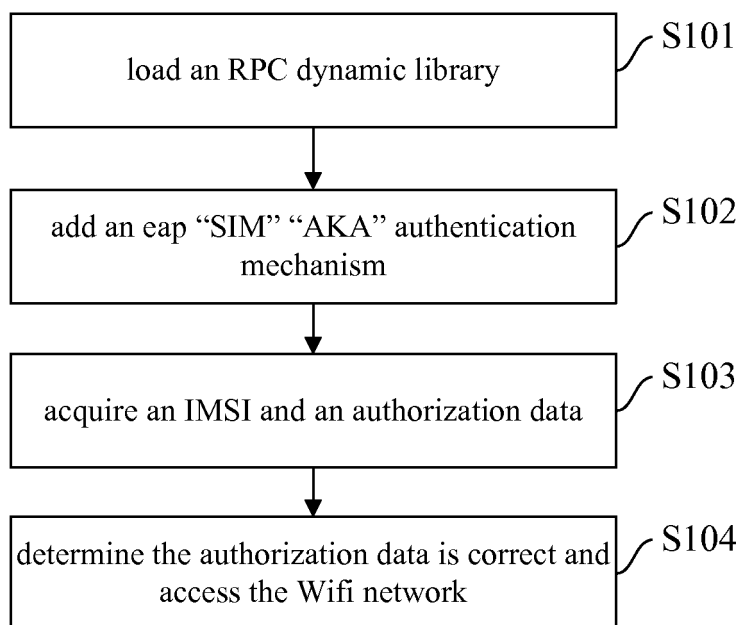 S101
load an RPC dynamic library
S102
add an eap “SIM” “AKA” authentication
mechanism
S103
acquire an IMSI and an authorization data
S104
determine the authorization data is correct and
access the Wifi network